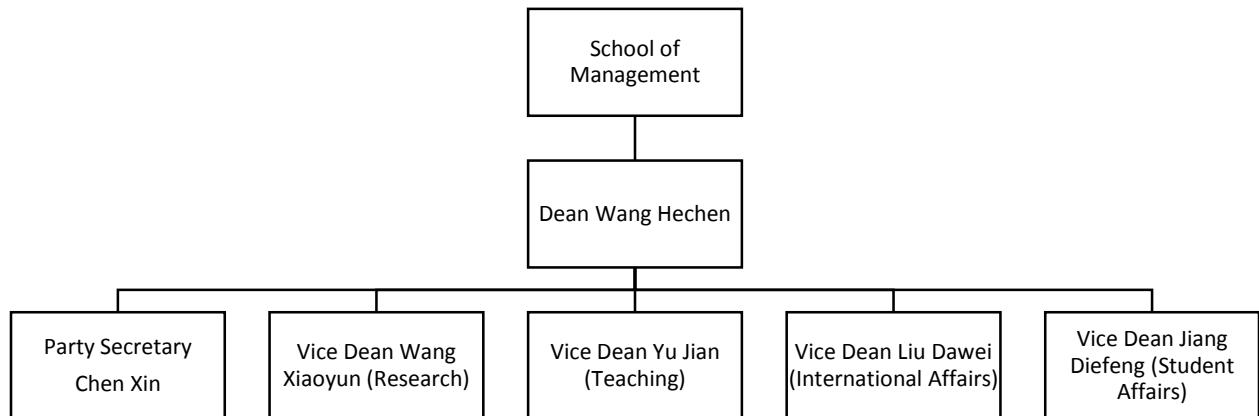 School of
Management
Dean Wang Hechen
Party Secretary
Chen Xin
Vice Dean Wang
Xiaoyun (Research)
Vice Dean Yu Jian
(Teaching)
Vice Dean Liu Dawei
(International Affairs)
Vice Dean Jiang
Diefeng (Student
Affairs)